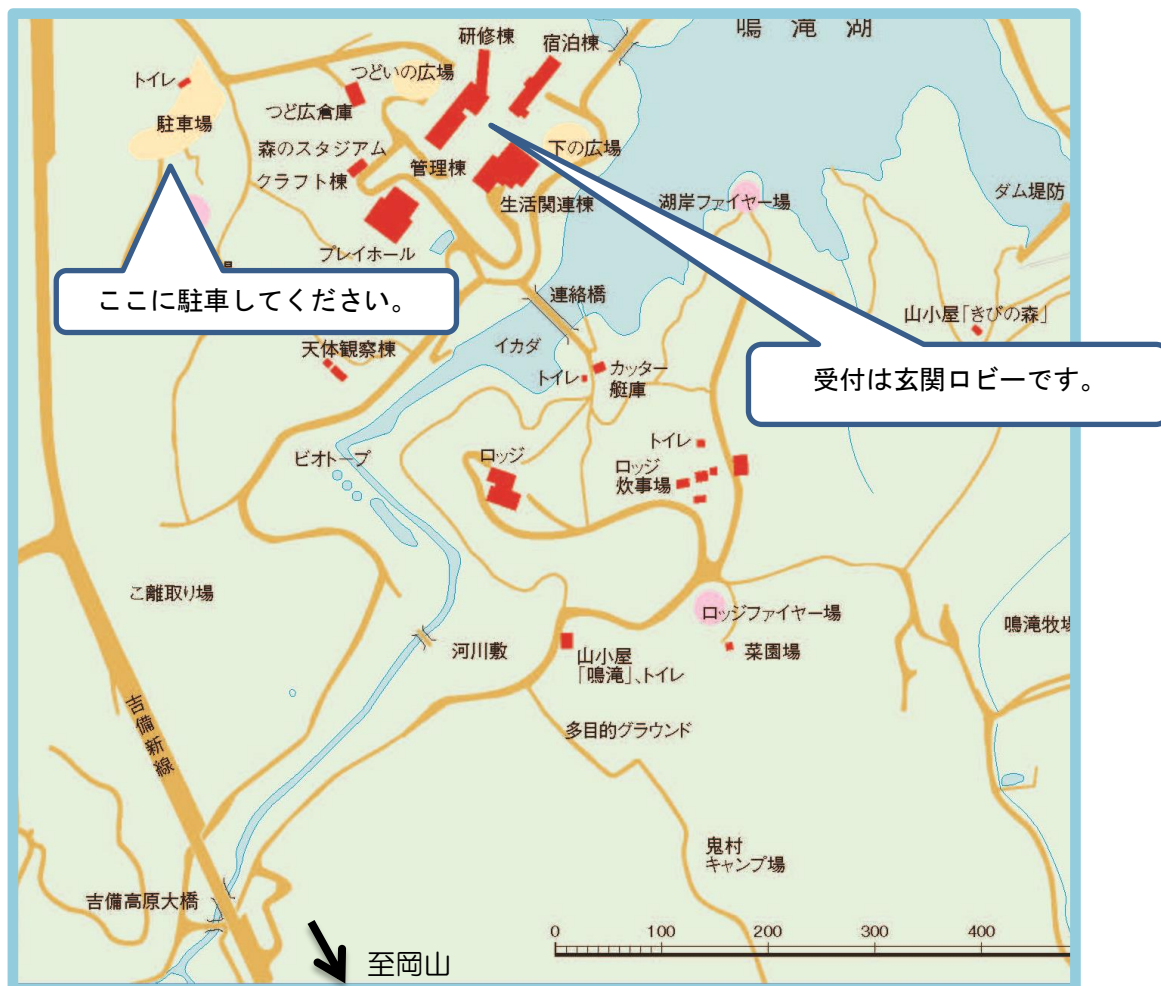 鳴滝湖
研修棟
宿泊棟
トイレ
つどいの広場
つど広倉庫
駐車場
森のスタジアム
クラフト棟
管理棟
下の広場
生活関連棟
湖岸ファイヤー場
ダム堤防
プレイホール
場
ここに駐車してください。
連絡橋
山小屋「きびの森」
天体観察棟
イカダ
トイレ
カッター
艇庫
受付は玄関ロビーです。
ビオトープ
ロッジ
トイレ
ロッジ
炊事場
こ離取り場
ロッジファイヤー場
鳴滝牧場
河川敷
山小屋
「鳴滝」、トイレ
菜園場
吉備新線
多目的グラウンド
鬼村
キャンプ場
吉備高原大橋
0 100 200 300 400
至岡山